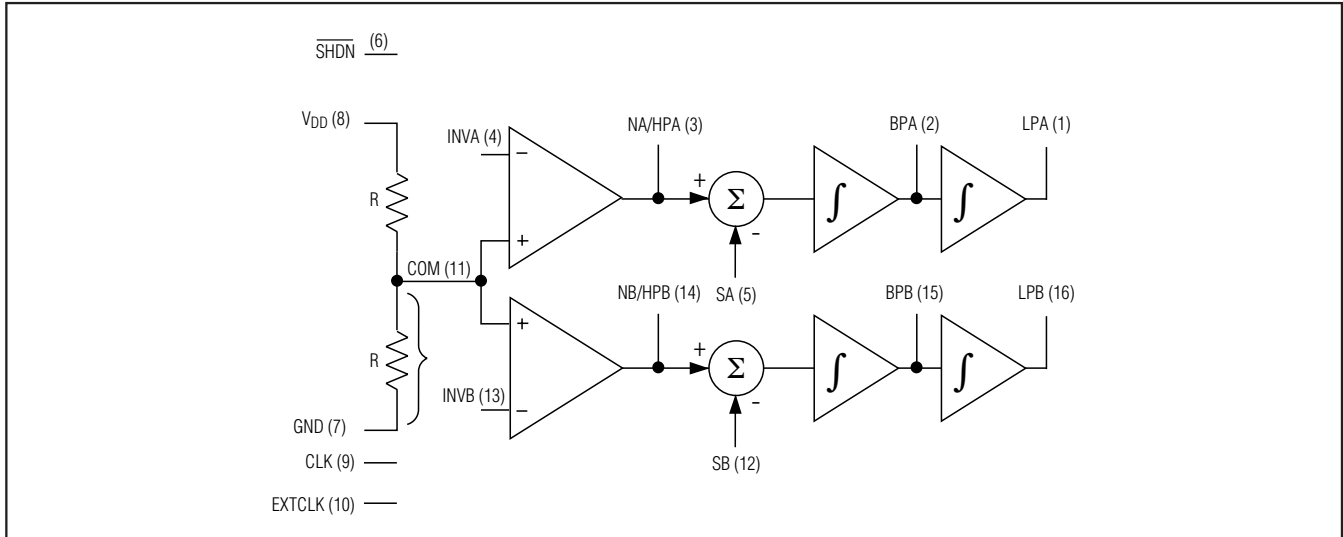 SHDN (6)
VDD (8)
R
COM (11)
R
GND (7)
CLK (9)
EXTCLK (10)
INVA (4)
−
+
NA/HPA (3)
+
Σ
-
SA (5)
∫
BPA (2)
∫
LPA (1)
+
−
INVB (13)
NB/HPB (14)
+
Σ
-
SB (12)
∫
BPB (15)
∫
LPB (16)